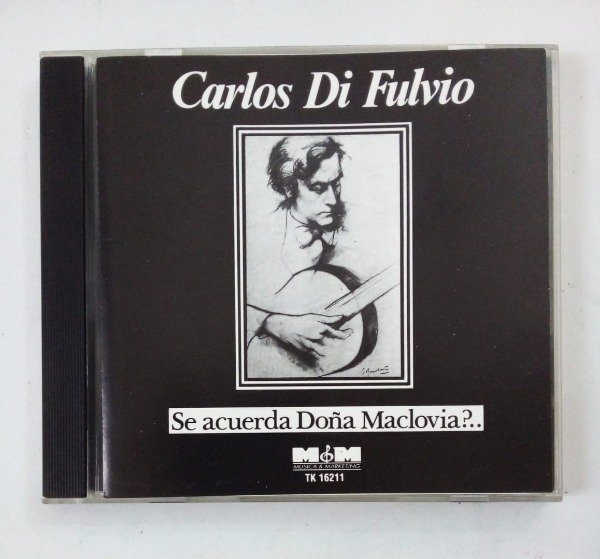 Carlos Di Fulvio
Se acuerda Doña Maclovia?..
M&M
MUSICA & MARKETING
TK 16211